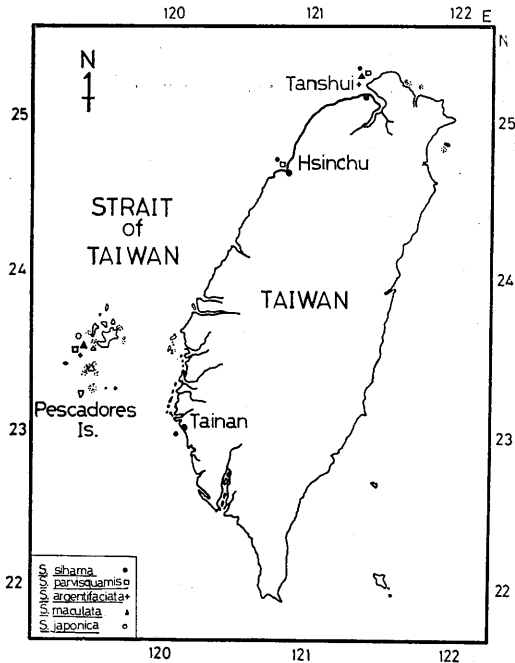 120 121 122 E
N
N
Tanshui
25
25
Hsinchu
STRAIT
of
TAIWAN
24
24
TAIWAN
Pescadores
Is.
Tainan
23
23
S. sihama
S. parvisquamis
S. argentifaciata
S. maculata
S. japonica
22
22
120 121 122